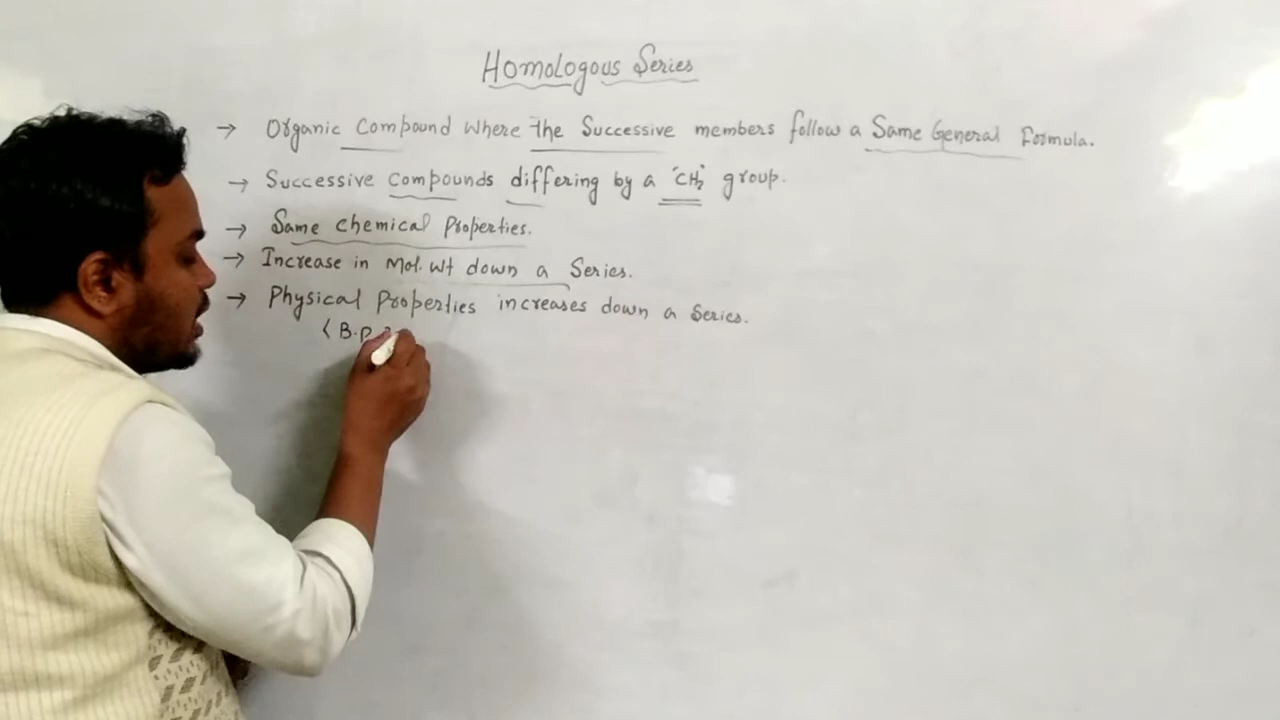 Homologous Series
→ Organic Compound Where the Successive members follow a Same General Formula.
→ Successive Compounds differing by a "CH₂" group.
→ Same Chemical Properties.
→ Increase in Mol. Wt down a Series.
→ Physical Properties increases down a Series.
(B.P